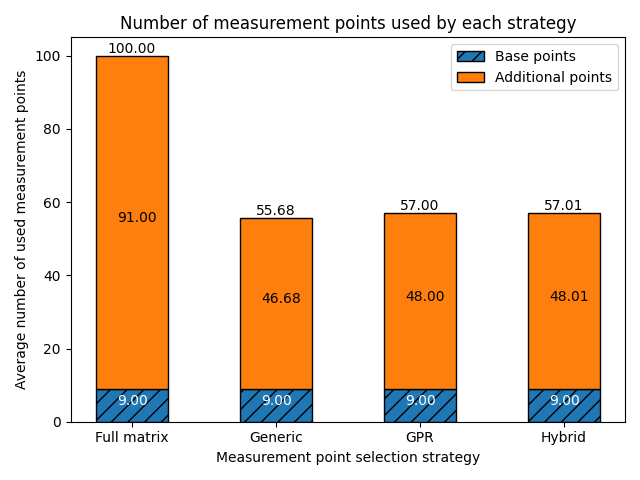 Number of measurement points used by each strategy
Average number of used measurement points
100
80
60
40
20
0
Base points
Additional points
100.00
55.68
57.00
57.01
91.00
46.68
48.00
48.01
9.00
9.00
9.00
9.00
Full matrix
Generic
GPR
Hybrid
Measurement point selection strategy